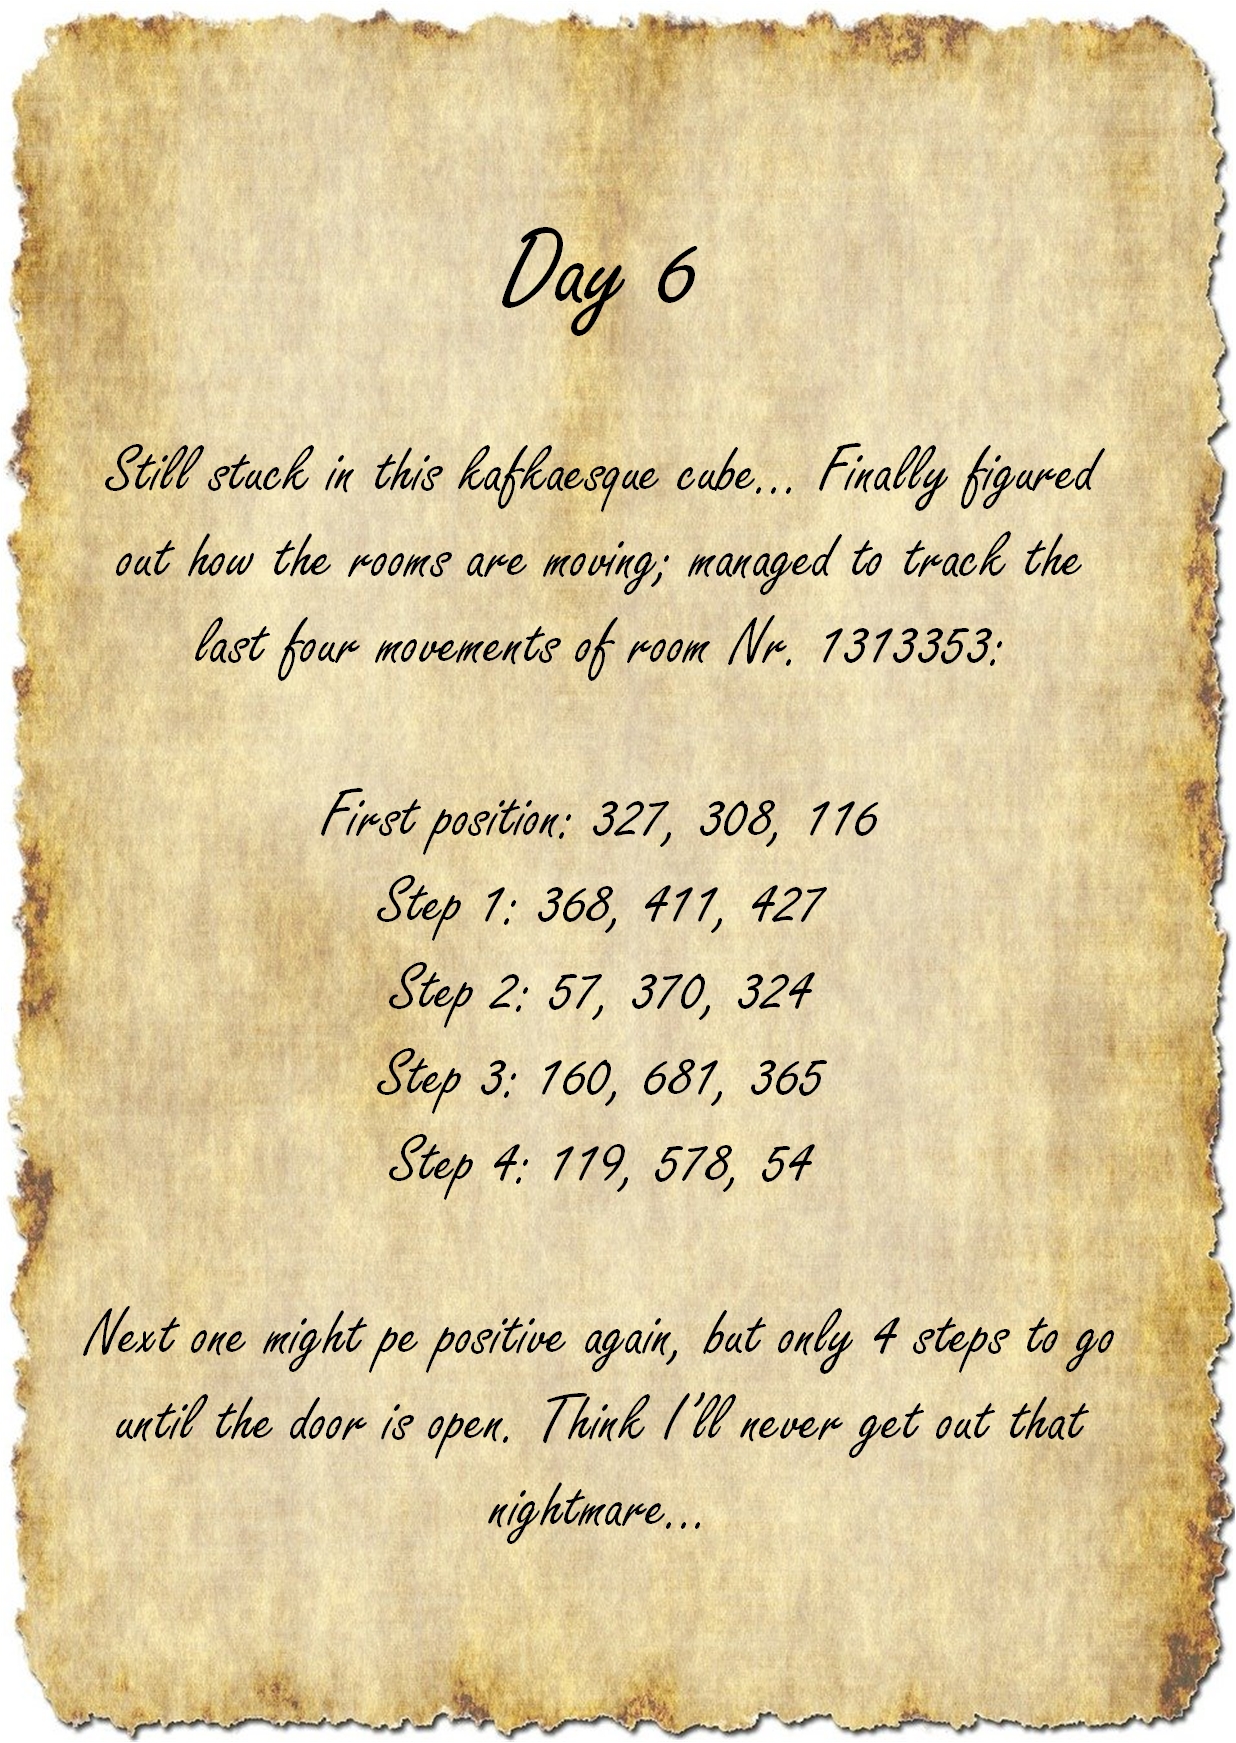 Day 6
Still stuck in this kafkaesque cube... Finally figured
out how the rooms are moving; managed to track the
last four movements of room Nr. 1313353:
First position: 327, 308, 116
Step 1: 368, 411, 427
Step 2: 57, 370, 324
Step 3: 160, 681, 365
Step 4: 119, 578, 54
Next one might pe positive again, but only 4 steps to go
until the door is open. Think I'll never get out that
nightmare...